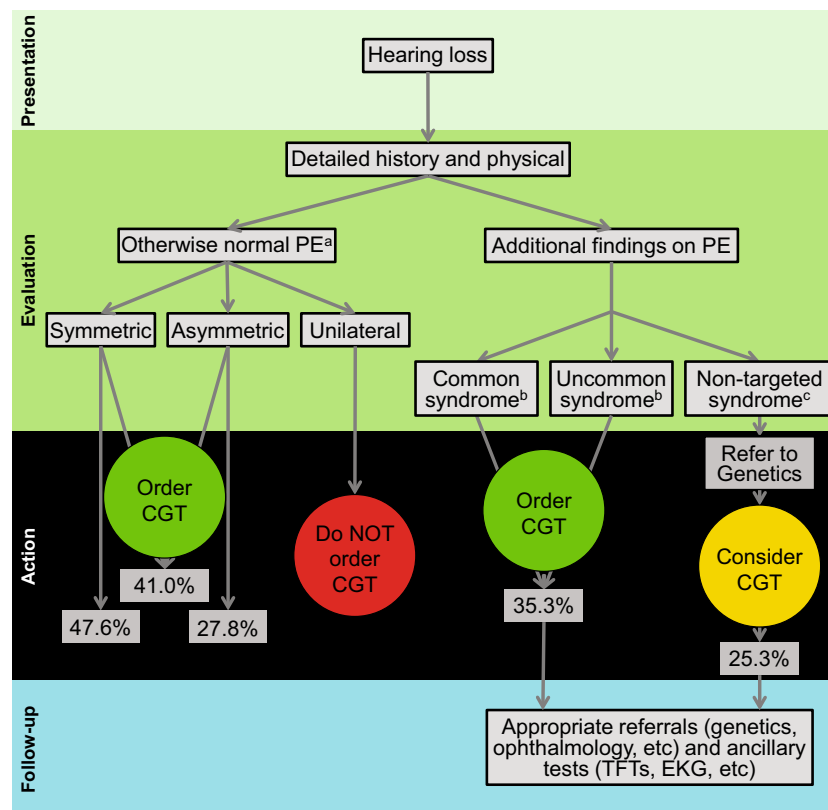 Presentation
Hearing loss
Evaluation
Detailed history and physical
Otherwise normal PEᵃ
Additional findings on PE
Symmetric
Asymmetric
Unilateral
Common
syndromeᵇ
Uncommon
syndromeᵇ
Non-targeted
syndromeᶜ
Action
Order
CGT
41.0%
47.6%
27.8%
Do NOT
order
CGT
Order
CGT
35.3%
Refer to
Genetics
Consider
CGT
25.3%
Follow-up
Appropriate referrals (genetics,
ophthalmology, etc) and ancillary
tests (TFTs, EKG, etc)